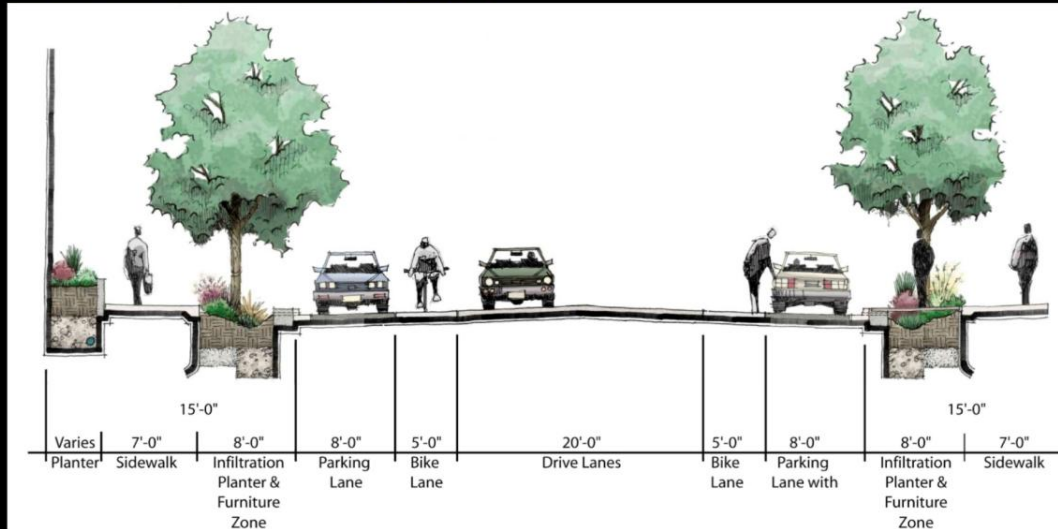 15'-0" 15'-0"
Varies 7'-0" 8'-0" 8'-0" 5'-0" 20'-0" 5'-0" 8'-0" 8'-0" 7'-0"
Planter Sidewalk Infiltration Parking Bike Drive Lanes Bike Parking Infiltration Sidewalk
Planter & Lane Lane Lane Lane with Planter &
Furniture Furniture
Zone Zone